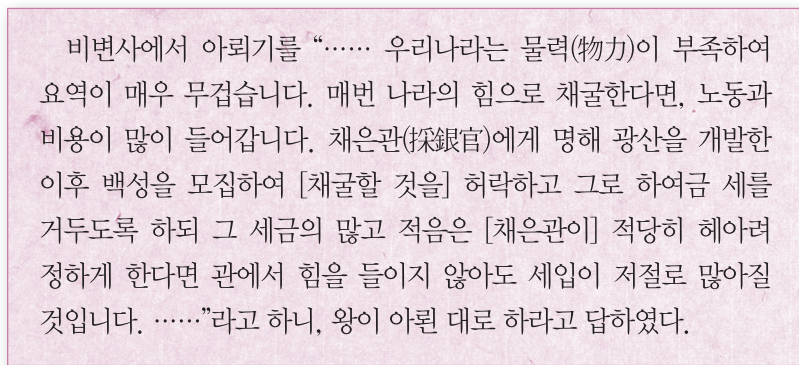 비변사에서 아뢰기를 “…… 우리나라는 물력(物力)이 부족하여
요역이 매우 무겁습니다. 매번 나라의 힘으로 채굴한다면, 노동과
비용이 많이 들어갑니다. 채은관(採銀官)에게 명해 광산을 개발한
이후 백성을 모집하여 [채굴할 것을] 허락하고 그로 하여금 세를
거두도록 하되 그 세금의 많고 적음은 [채은관이] 적당히 헤아려
정하게 한다면 관에서 힘을 들이지 않아도 세입이 저절로 많아질
것입니다. ……”라고 하니, 왕이 아뢴 대로 하라고 답하였다.